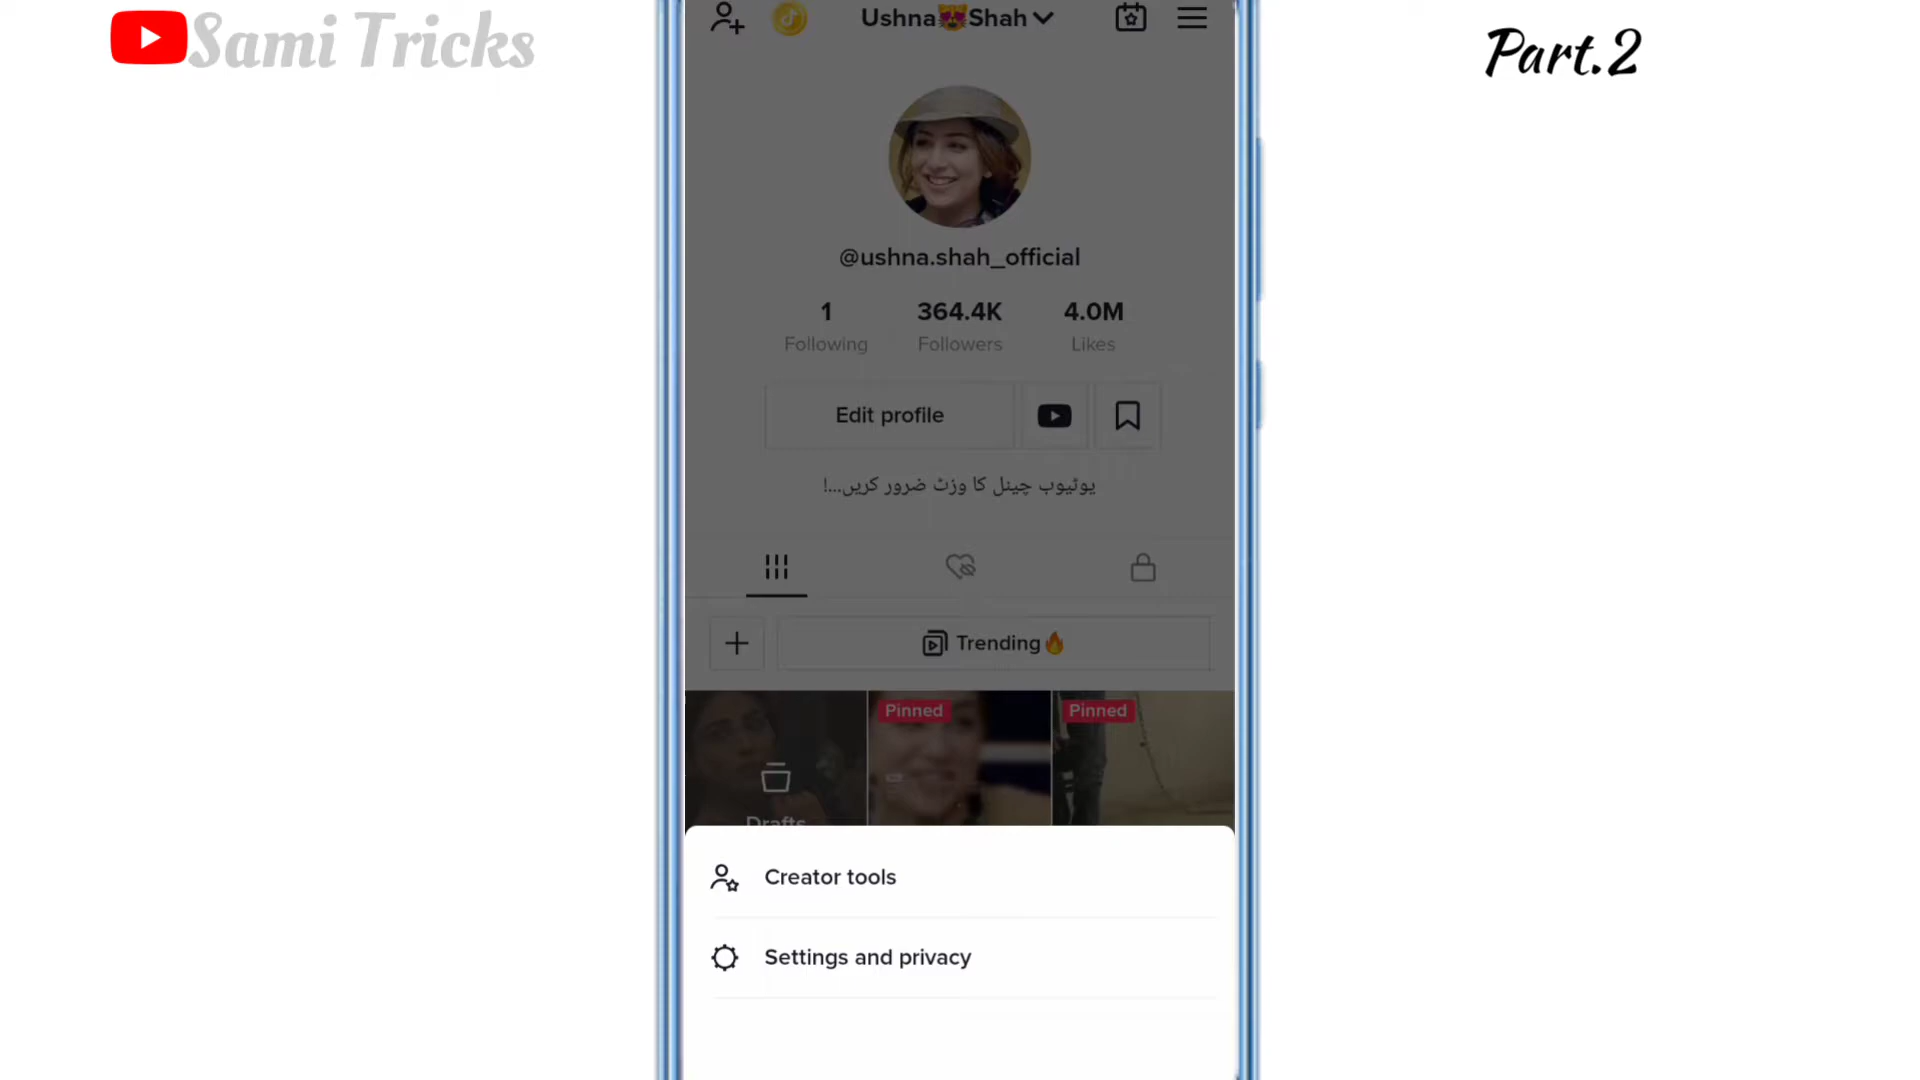 Sami Tricks
Part.2
Ushna😻Shah
@ushna.shah_official
1 364.4K 4.0M
Following Followers Likes
Edit profile
یوٹیوب چینل کا وزٹ ضرور کریں...!
Trending🔥
Pinned Pinned
Drafts
Creator tools
Settings and privacy